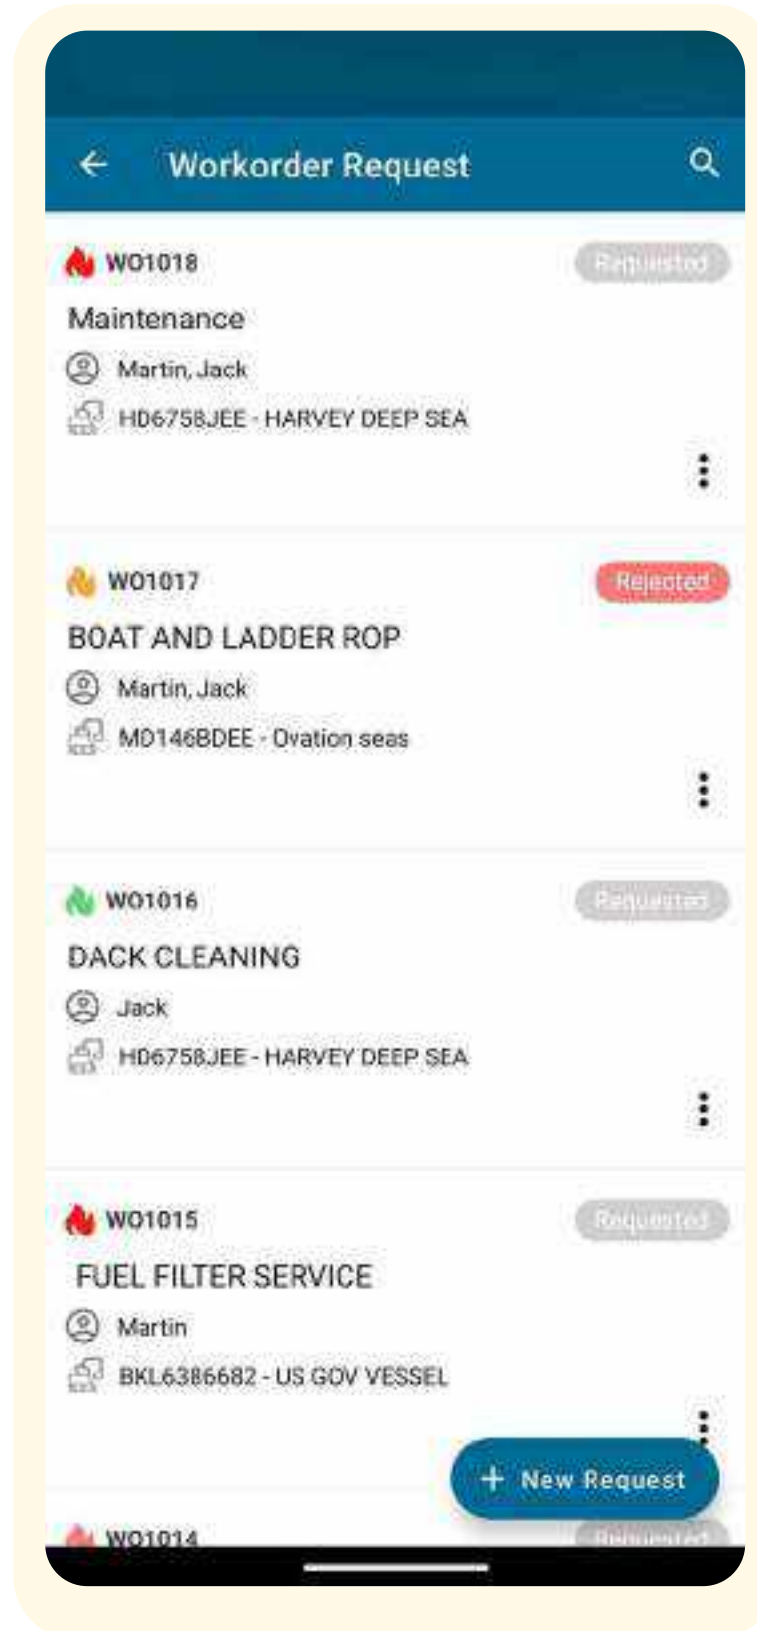 Workorder Request
WO1018
Requested
Maintenance
Martin, Jack
HD6758JEE - HARVEY DEEP SEA
WO1017
Rejected
BOAT AND LADDER ROP
Martin, Jack
MD146BDEE - Ovation seas
WO1016
Requested
DACK CLEANING
Jack
HD6758JEE - HARVEY DEEP SEA
WO1015
Requested
FUEL FILTER SERVICE
Martin
BKL6386682 - US GOV VESSEL
+ New Request
WO1014
Requested